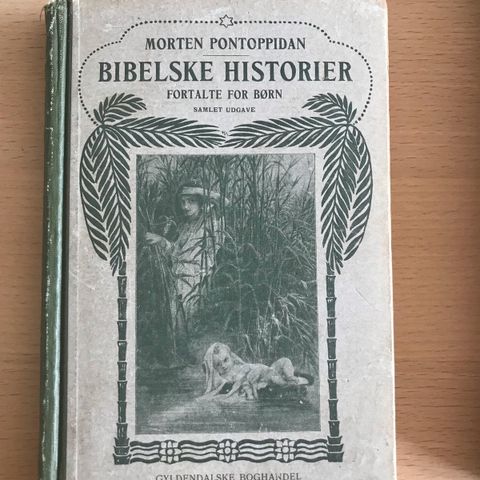 MORTEN PONTOPPIDAN
BIBELSKE HISTORIER
FORTALTE FOR BØRN
SAMLET UDGAVE
GYLDENDALSKE BOGHANDEL